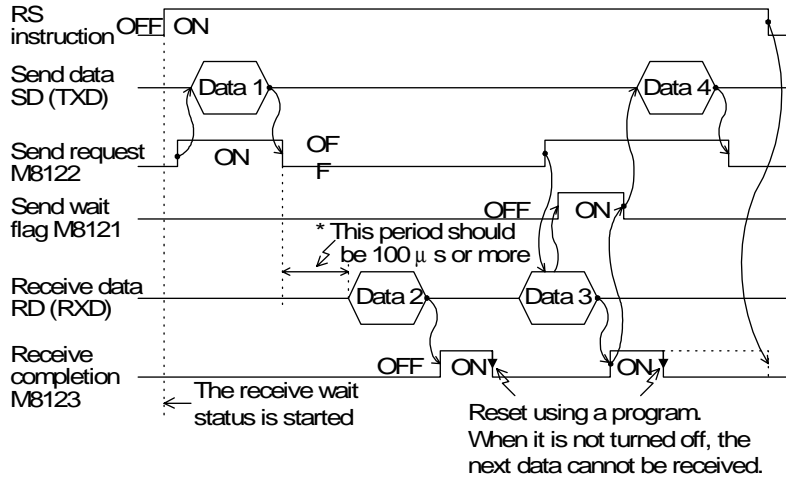 RS
instruction
OFF ON
Send data
SD (TXD)
Data 1
Data 4
Send request
M8122
ON
OF
F
Send wait
flag M8121
OFF ON
* This period should
be 100 μ s or more
Receive data
RD (RXD)
Data 2
Data 3
Receive
completion
M8123
OFF ON
ON
The receive wait
status is started
Reset using a program.
When it is not turned off, the
next data cannot be received.